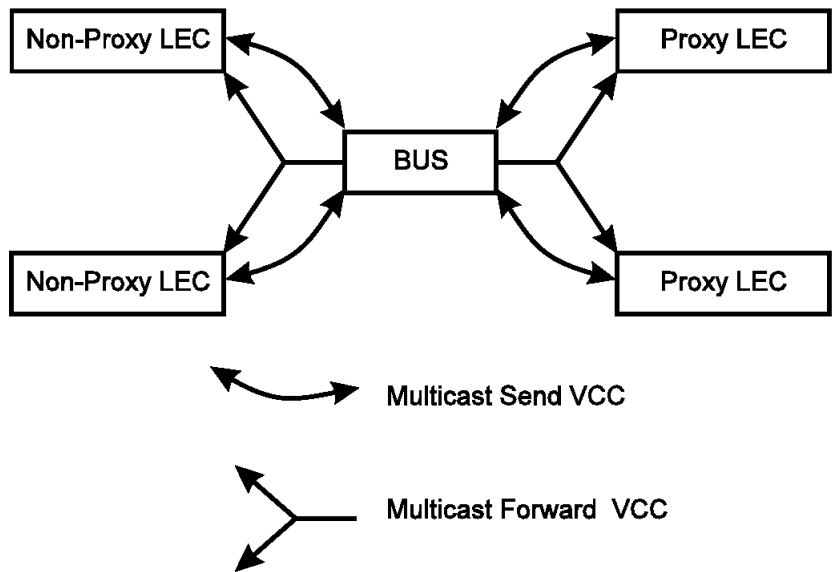 Non-Proxy LEC
Proxy LEC
BUS
Non-Proxy LEC
Proxy LEC
Multicast Send VCC
Multicast Forward VCC